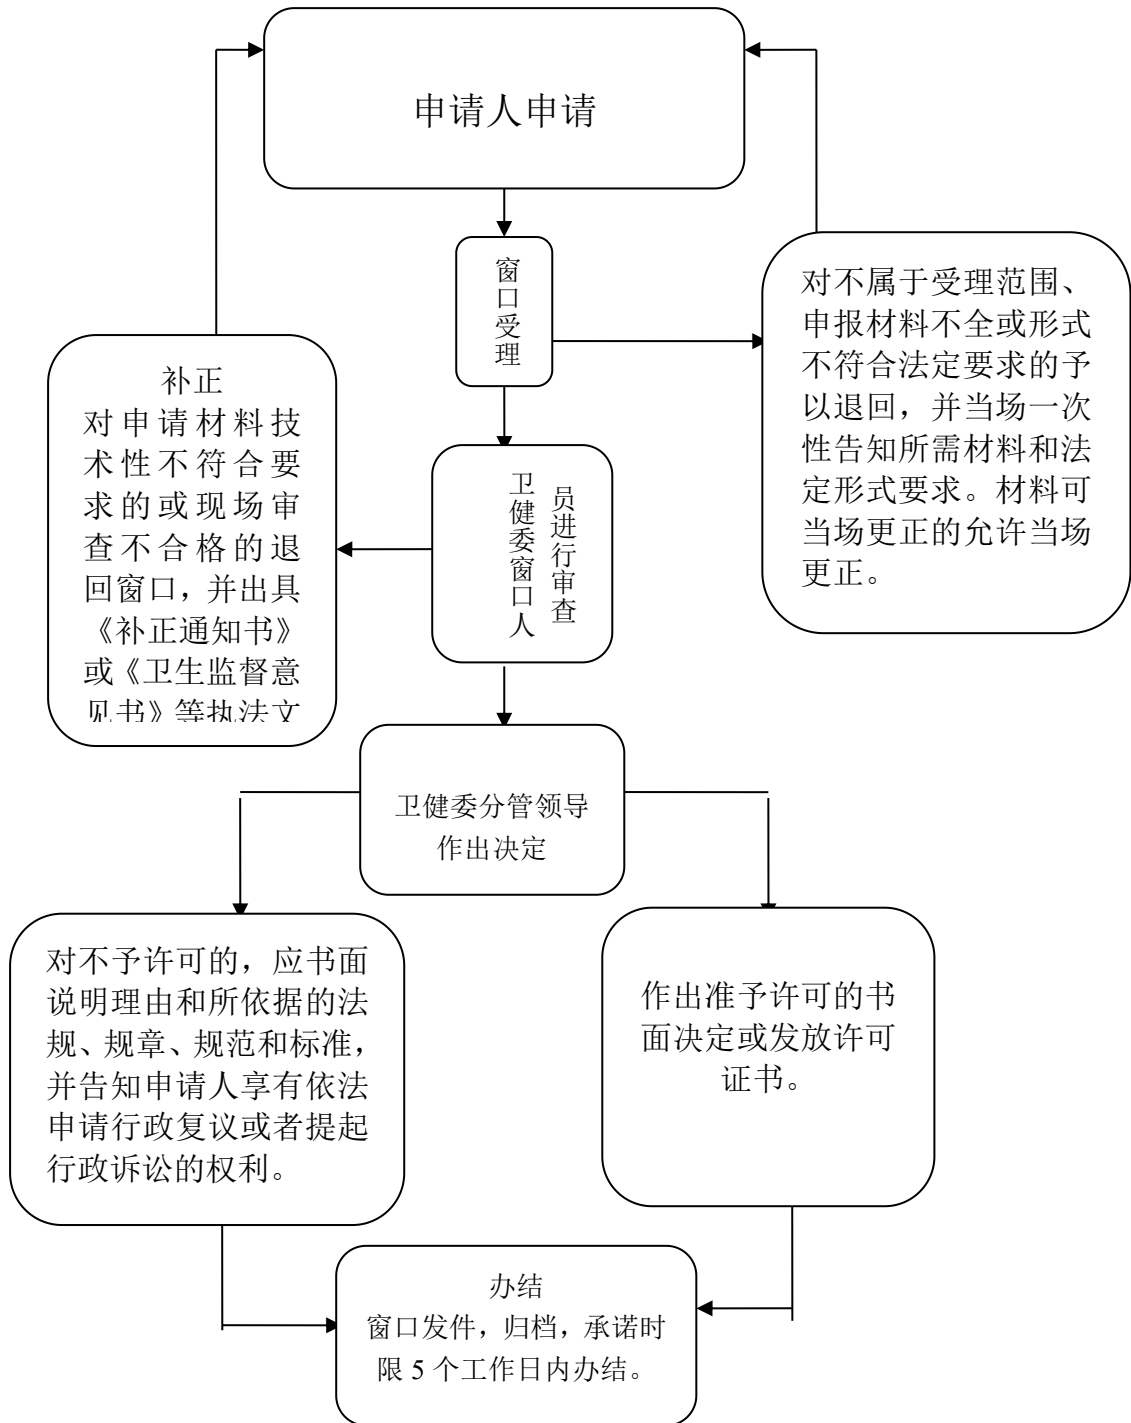 申请人申请
窗口受理
对不属于受理范围、
申报材料不全或形式
不符合法定要求的予
以退回，并当场一次
性告知所需材料和法
定形式要求。材料可
当场更正的允许当场
更正。
补正
对申请材料技
术性不符合要
求的或现场审
查不合格的退
回窗口，并出具
《补正通知书》
或《卫生监督意
见书》等执法文
卫健委窗口人
员进行审查
卫健委分管领导
作出决定
对不予许可的，应书面
说明理由和所依据的法
规、规章、规范和标准，
并告知申请人享有依法
申请行政复议或者提起
行政诉讼的权利。
作出准予许可的书
面决定或发放许可
证书。
办结
窗口发件，归档，承诺时
限 5 个工作日内办结。